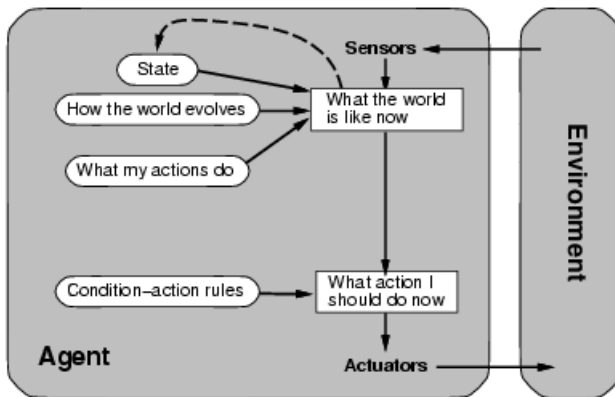 Sensors
State
How the world evolves
What the world
is like now
What my actions do
Condition–action rules
What action I
should do now
Agent
Actuators
Environment